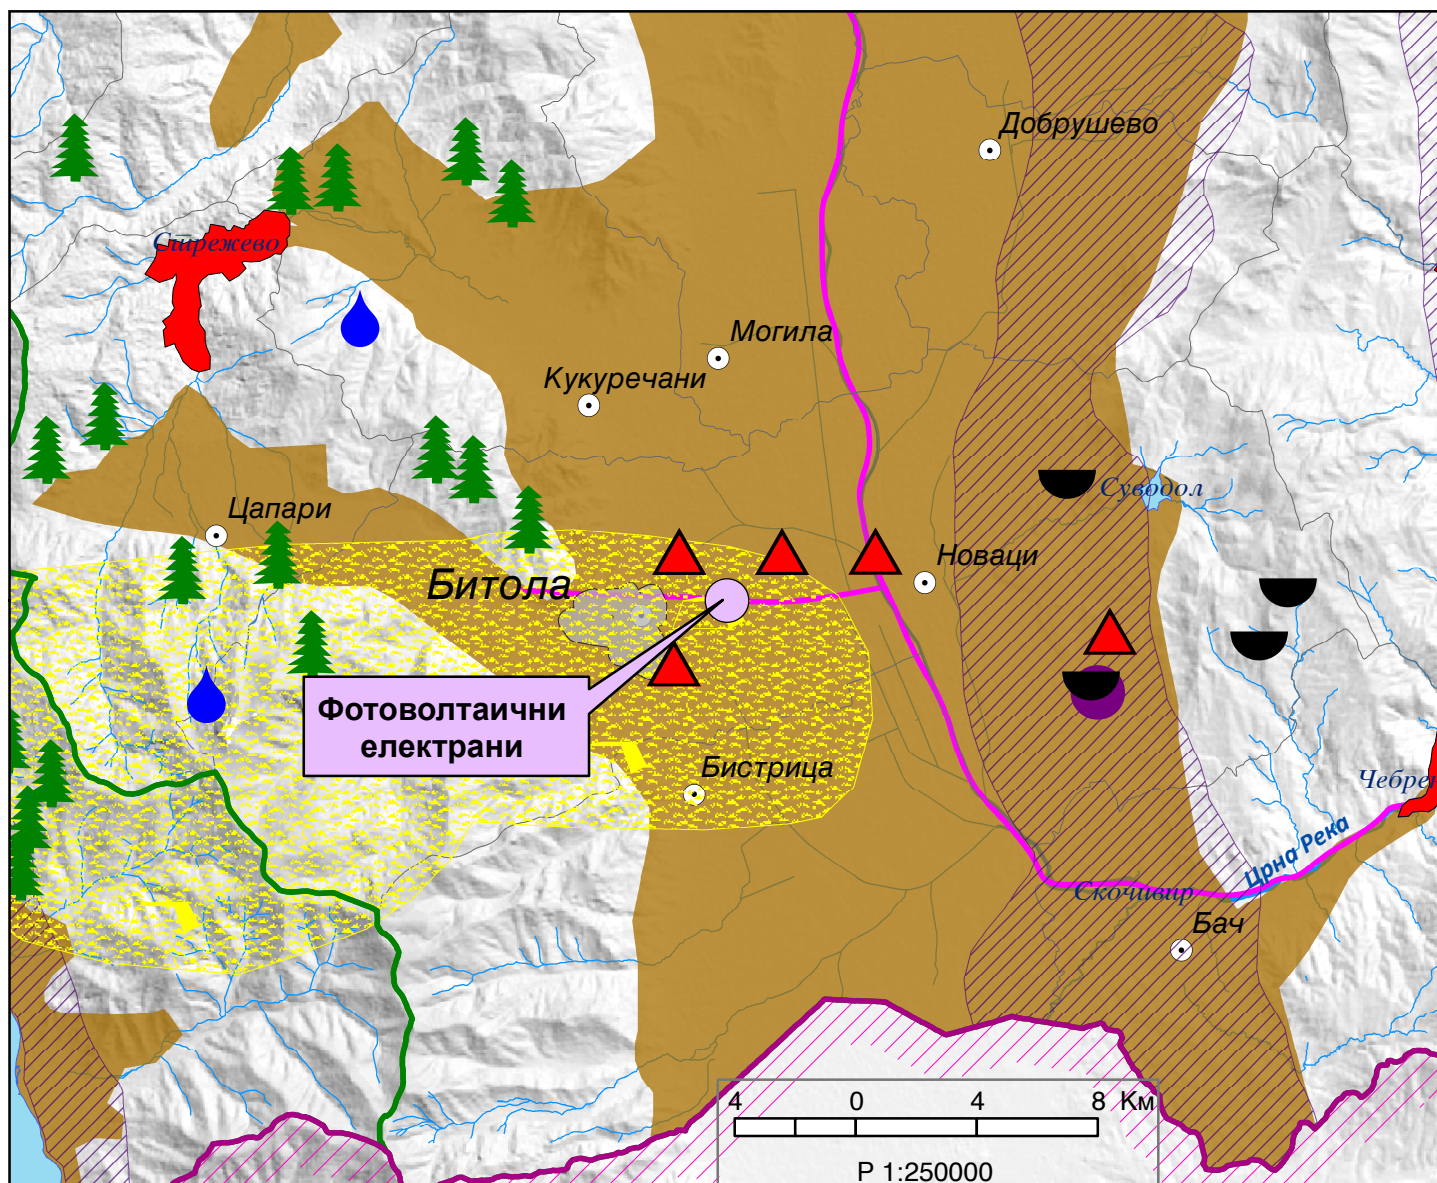 Добрушево
Стрежево
Могила
Кукуречани
Суводол
Цапари
Новаци
Битола
Фотоволтаични
електрани
Бистрица
Чебрен
Црна Река
Скочивир
Бач
4 0 4 8 Км
Р 1:250000